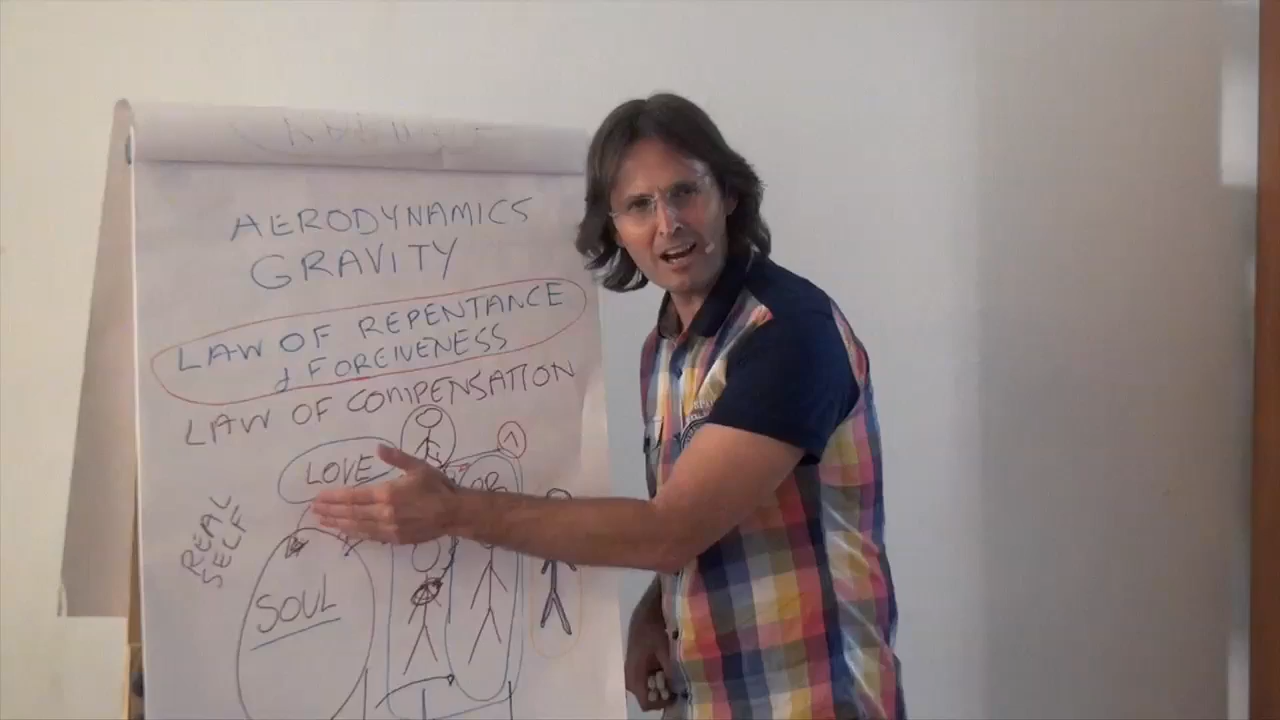 AERODYNAMICS
GRAVITY
LAW OF REPENTANCE
& FORGIVENESS
LAW OF COMPENSATION
LOVE
REAL
SELF
SOUL